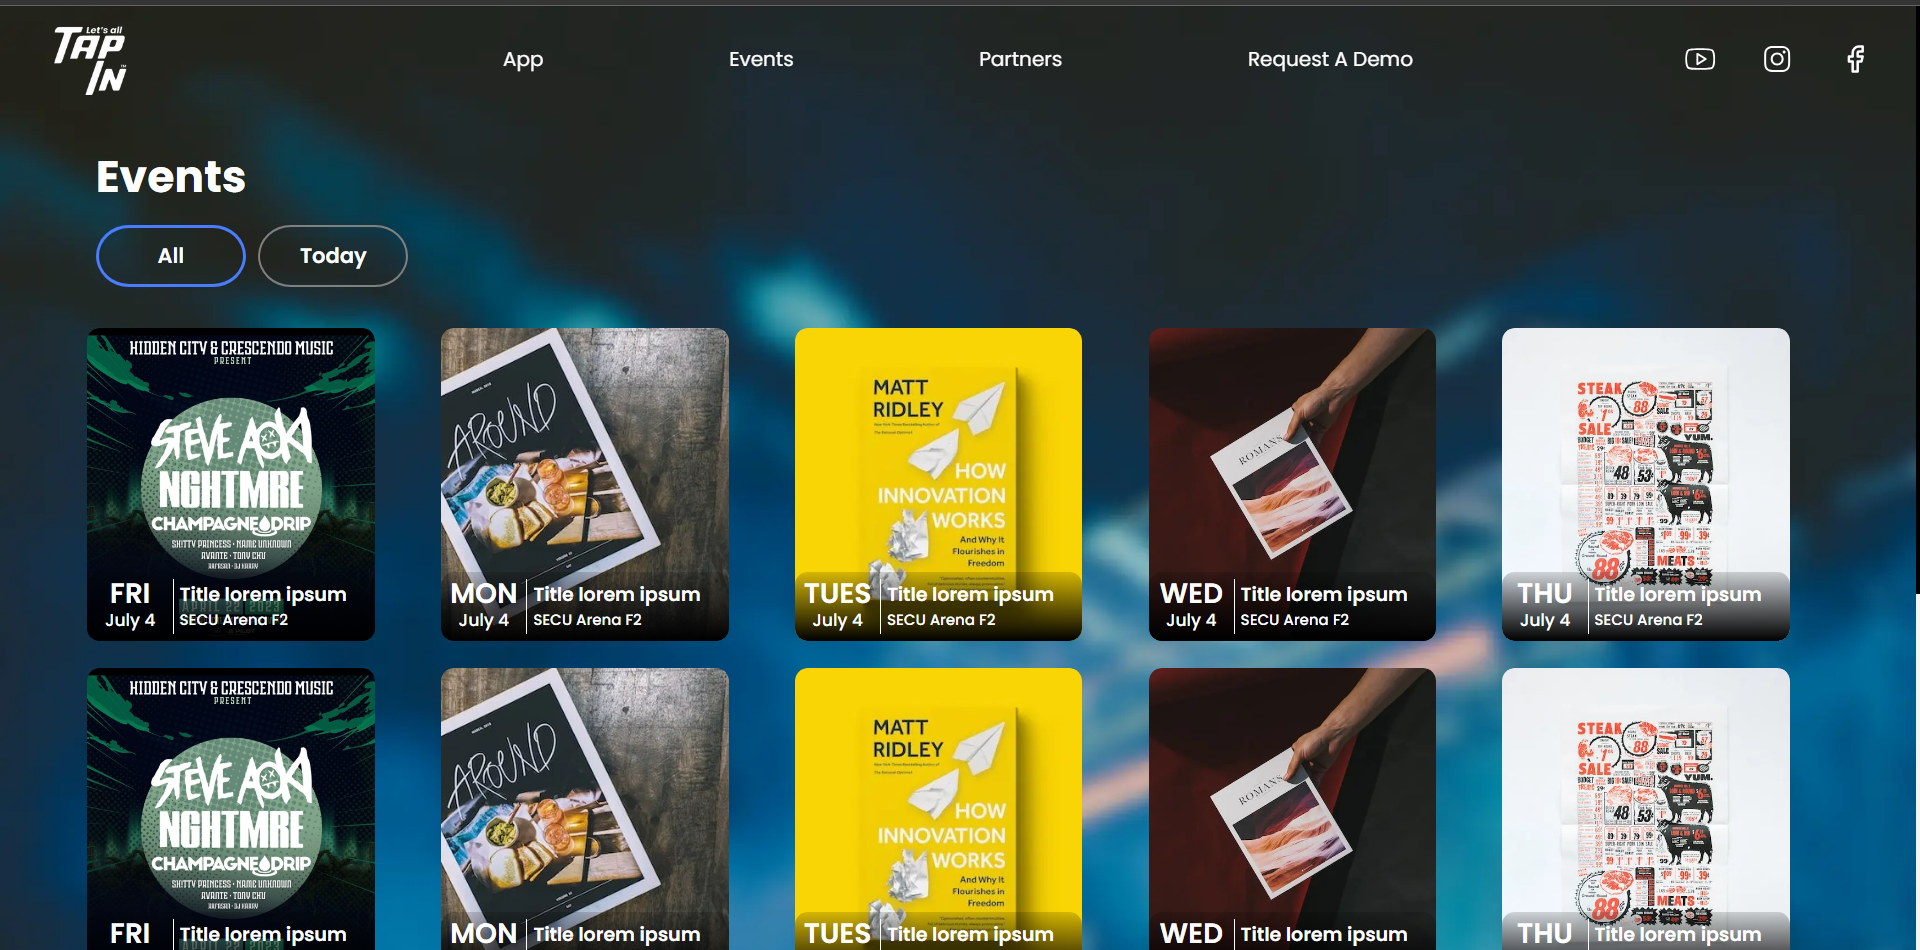 Let's all
TAP
IN
App
Events
Partners
Request A Demo
Events
All
Today
HIDDEN CITY & CRESCENDO MUSIC
PRESENT
STEVE AOKI
NGHTMRE
CHAMPAGNE DRIP
SHITTY PRINCESS · NAME UNKNOWN
AVANTE · TONY CHU
APRIL 22 2023
FRI
July 4
Title lorem ipsum
SECU Arena F2
AROUND
MON
July 4
Title lorem ipsum
SECU Arena F2
MATT
RIDLEY
HOW
INNOVATION
WORKS
And Why It
Flourishes in
Freedom
TUES
July 4
Title lorem ipsum
SECU Arena F2
ROMANS
WED
July 4
Title lorem ipsum
SECU Arena F2
STEAK
88
SALE
YUM.
48
53
99
MEATS
88
THU
July 4
Title lorem ipsum
SECU Arena F2
HIDDEN CITY & CRESCENDO MUSIC
PRESENT
STEVE AOKI
NGHTMRE
CHAMPAGNE DRIP
SHITTY PRINCESS · NAME UNKNOWN
AVANTE · TONY CHU
FRI
Title lorem ipsum
AROUND
MON
Title lorem ipsum
MATT
RIDLEY
HOW
INNOVATION
WORKS
And Why It
Flourishes in
Freedom
TUES
Title lorem ipsum
ROMANS
WED
Title lorem ipsum
STEAK
88
SALE
YUM.
48
53
99
MEATS
88
THU
Title lorem ipsum